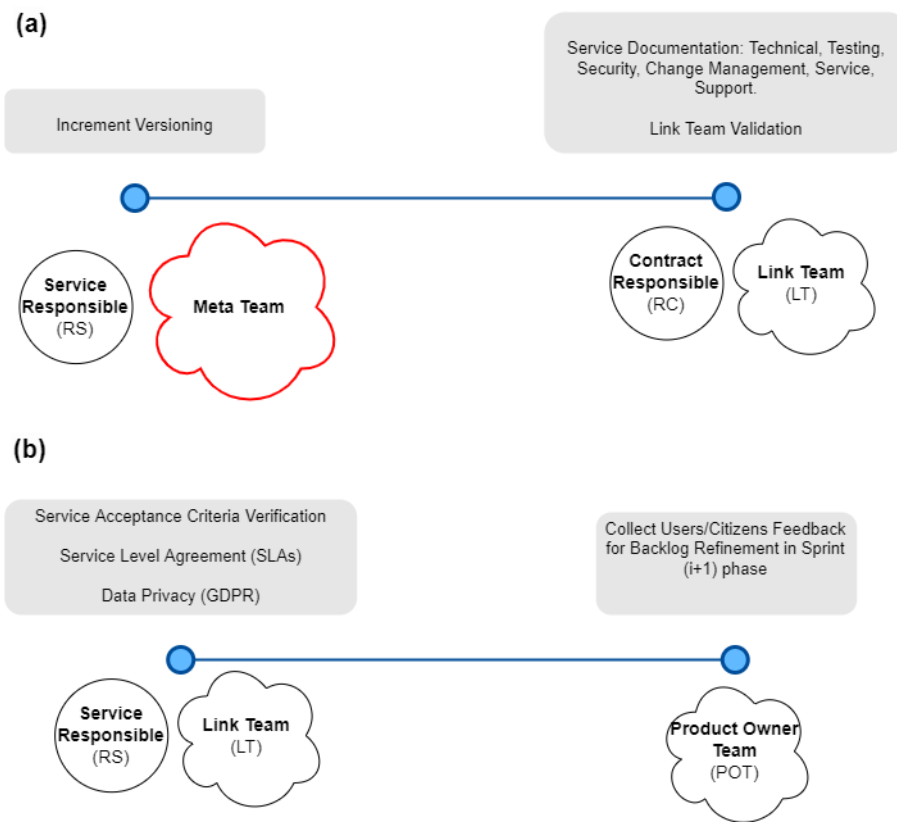 (a)
Service Documentation: Technical, Testing,
Security, Change Management, Service,
Support.
Increment Versioning
Link Team Validation
Service
Responsible
(RS)
Meta Team
Contract
Responsible
(RC)
Link Team
(LT)
(b)
Service Acceptance Criteria Verification
Service Level Agreement (SLAs)
Data Privacy (GDPR)
Collect Users/Citizens Feedback
for Backlog Refinement in Sprint
(i+1) phase
Service
Responsible
(RS)
Link Team
(LT)
Product Owner
Team
(POT)